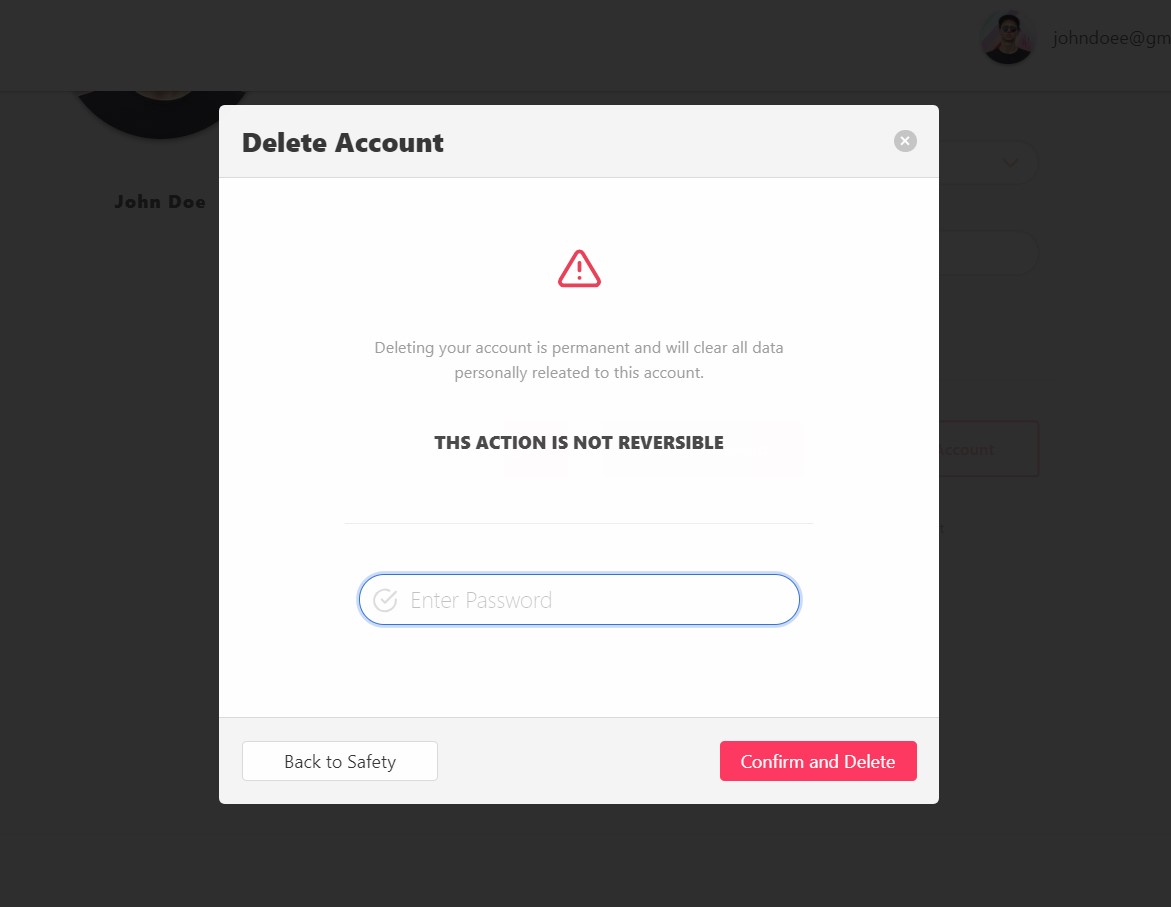 johndoee@gm
John Doe
Delete Account
Deleting your account is permanent and will clear all data
personally releated to this account.
THS ACTION IS NOT REVERSIBLE
ccount
Enter Password
Back to Safety
Confirm and Delete